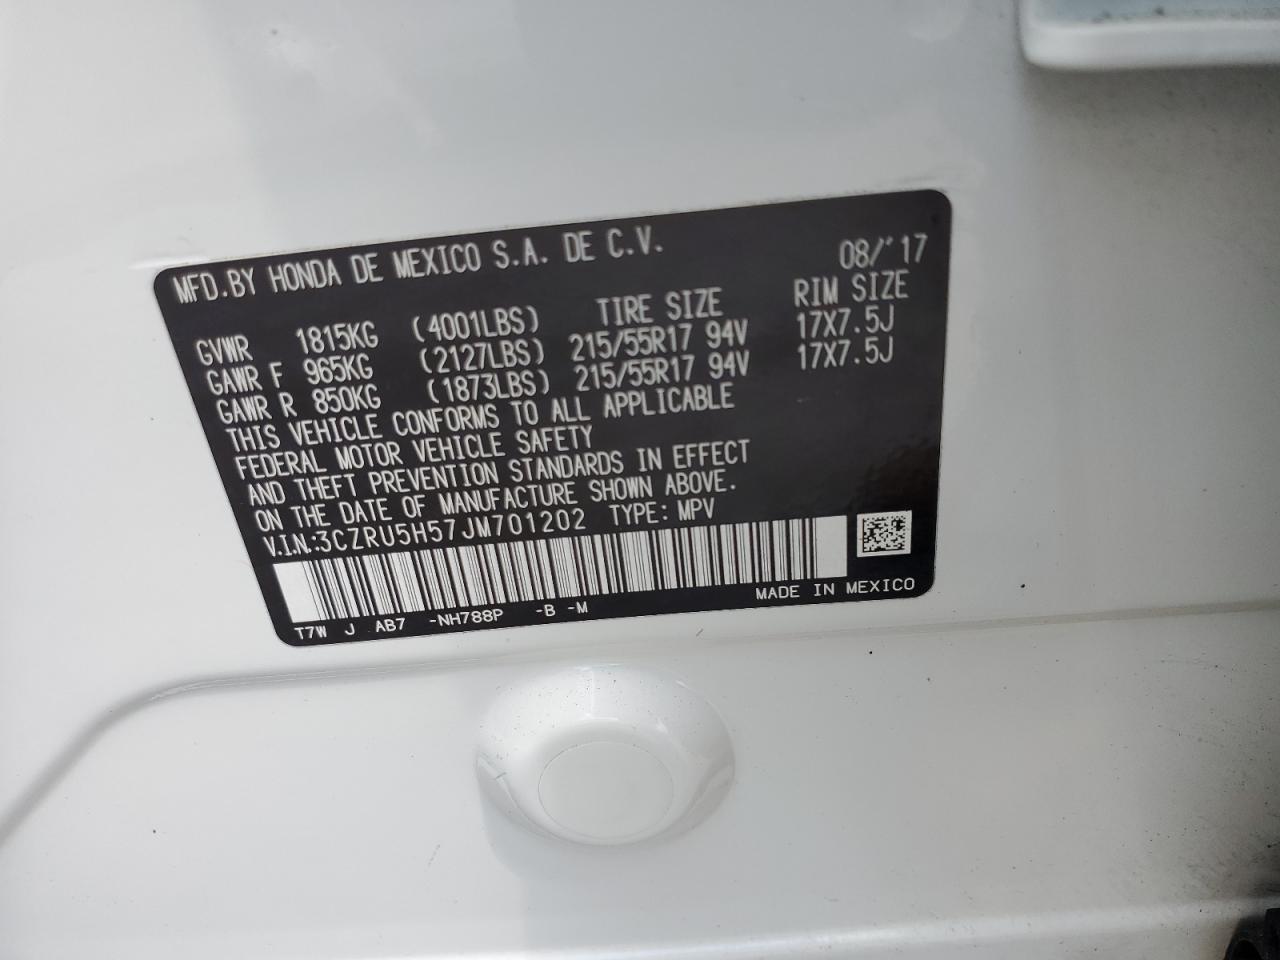 MFD.BY HONDA DE MEXICO S.A. DE C.V. 08/'17
GVWR 1815KG (4001LBS) TIRE SIZE RIM SIZE
GAWR F 965KG (2127LBS) 215/55R17 94V 17X7.5J
GAWR R 850KG (1873LBS) 215/55R17 94V 17X7.5J
THIS VEHICLE CONFORMS TO ALL APPLICABLE
FEDERAL MOTOR VEHICLE SAFETY
AND THEFT PREVENTION STANDARDS IN EFFECT
ON THE DATE OF MANUFACTURE SHOWN ABOVE.
V.I.N.:3CZRU5H57JM701202 TYPE: MPV
T7W J AB7 -NH788P -B -M MADE IN MEXICO